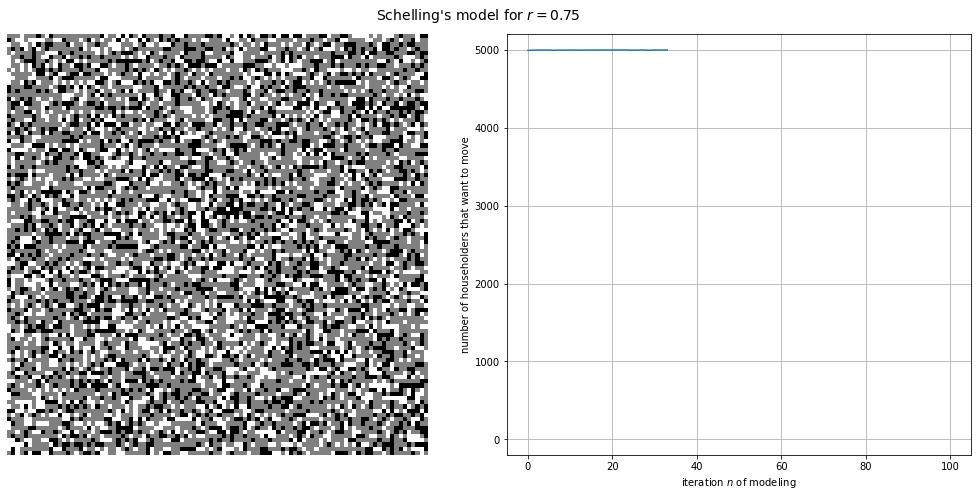 Schelling's model for r = 0.75
number of householders that want to move
5000
4000
3000
2000
1000
0
0 20 40 60 80 100
iteration n of modeling